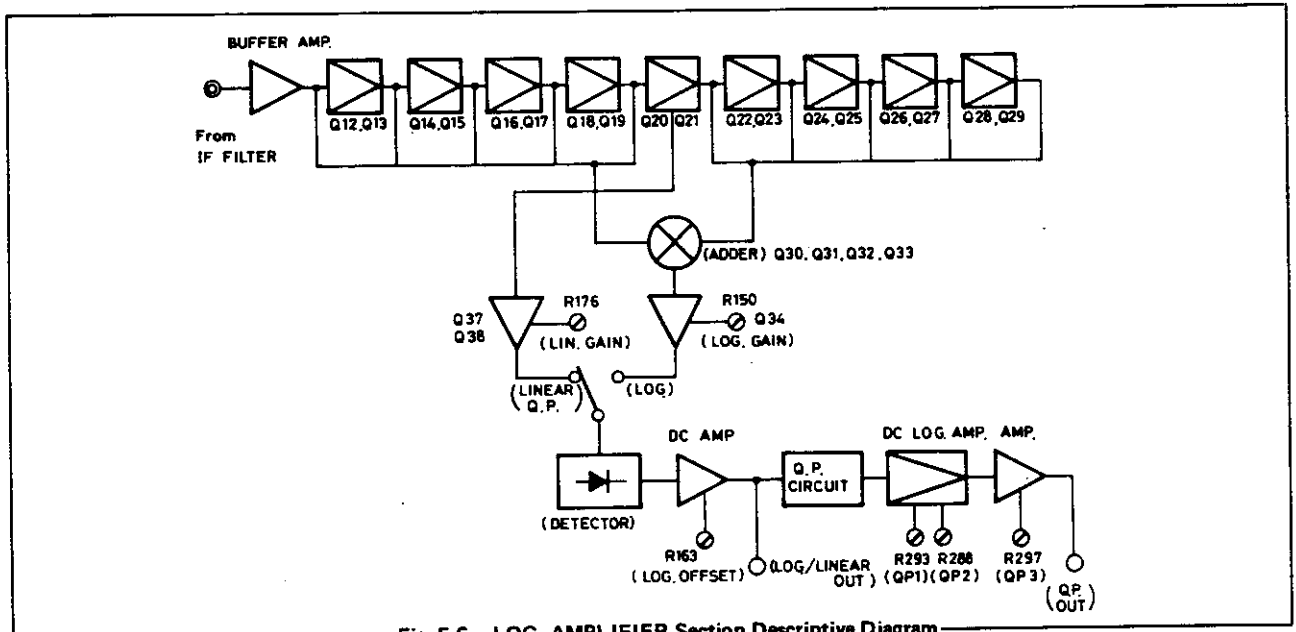 BUFFER AMP.
Q12,Q13 Q14,Q15 Q16,Q17 Q18,Q19 Q20 Q21 Q22,Q23 Q24,Q25 Q26,Q27 Q28,Q29
From
IF FILTER
(ADDER) Q30,Q31,Q32,Q33
Q37
Q38
R176
(LIN. GAIN)
R150
Q34
(LOG. GAIN)
(LINEAR
Q.P.)
(LOG)
DC AMP
DC LOG. AMP. AMP.
Q.P.
CIRCUIT
(DETECTOR)
R163
(LOG. OFFSET)
(LOG/LINEAR
OUT)
R293
(QP1)
R288
(QP2)
R297
(QP3)
(QP.
OUT)
LOG. AMPLIFIER Section Descriptive Diagram